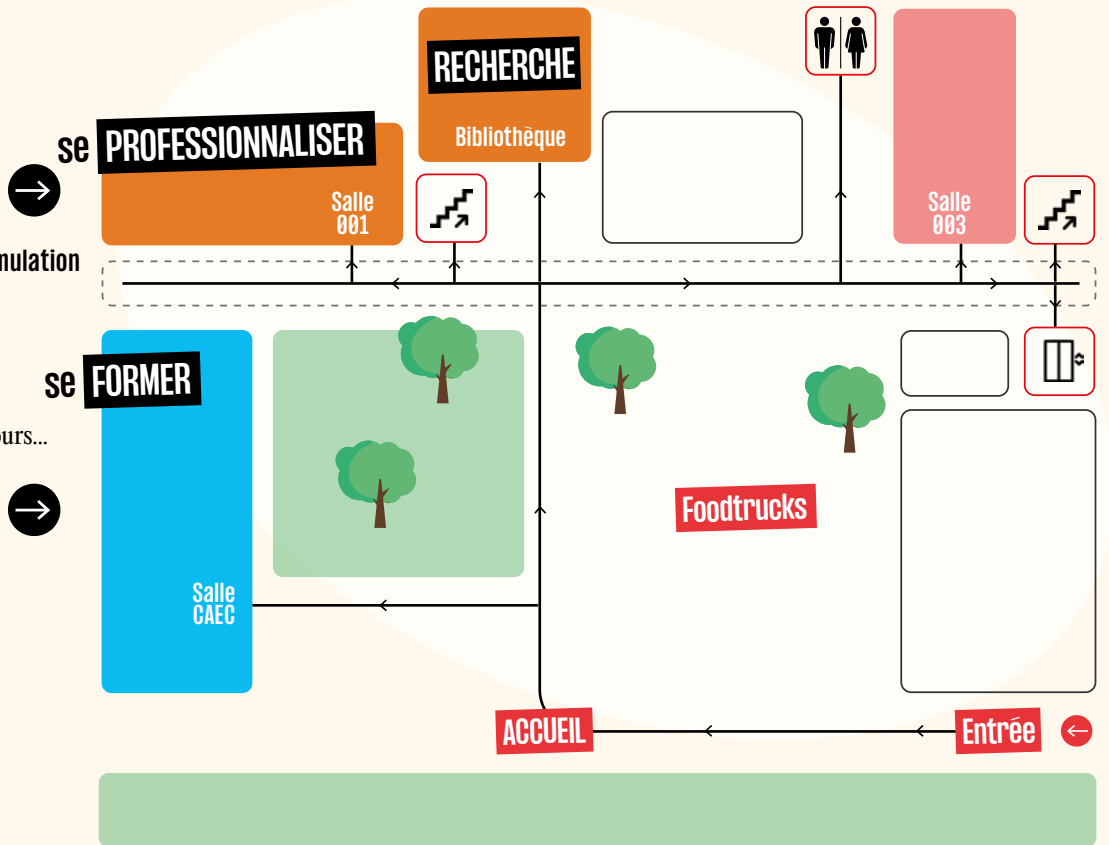 RECHERCHE
Bibliothèque
se PROFESSIONNALISER
Salle
001
Salle
003
mulation
se FORMER
ours...
Foodtrucks
Salle
CAEC
ACCUEIL
Entrée